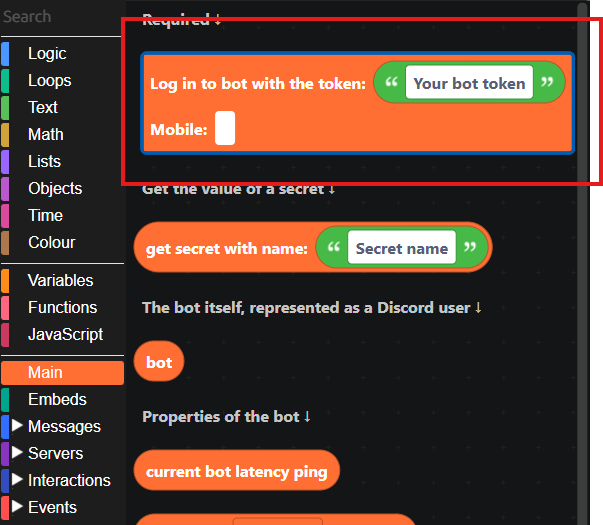 Search
Logic
Loops
Text
Math
Lists
Objects
Time
Colour
Variables
Functions
JavaScript
Main
Embeds
Messages
Servers
Interactions
Events
Required ↓
Log in to bot with the token: “ Your bot token ”
Mobile:
Get the value of a secret ↓
get secret with name: “ Secret name ”
The bot itself, represented as a Discord user ↓
bot
Properties of the bot ↓
current bot latency ping